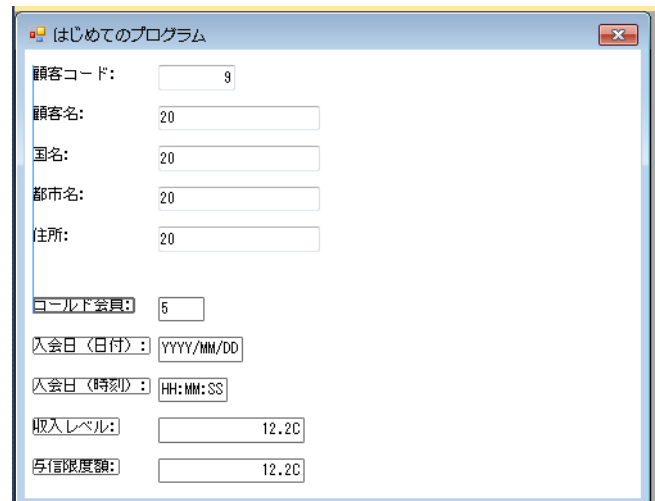 はじめてのプログラム
顧客コード: 9
顧客名: 20
国名: 20
都市名: 20
住所: 20
ゴールド会員: 5
入会日（日付）: YYYY/MM/DD
入会日（時刻）: HH:MM:SS
収入レベル: 12.2C
与信限度額: 12.2C